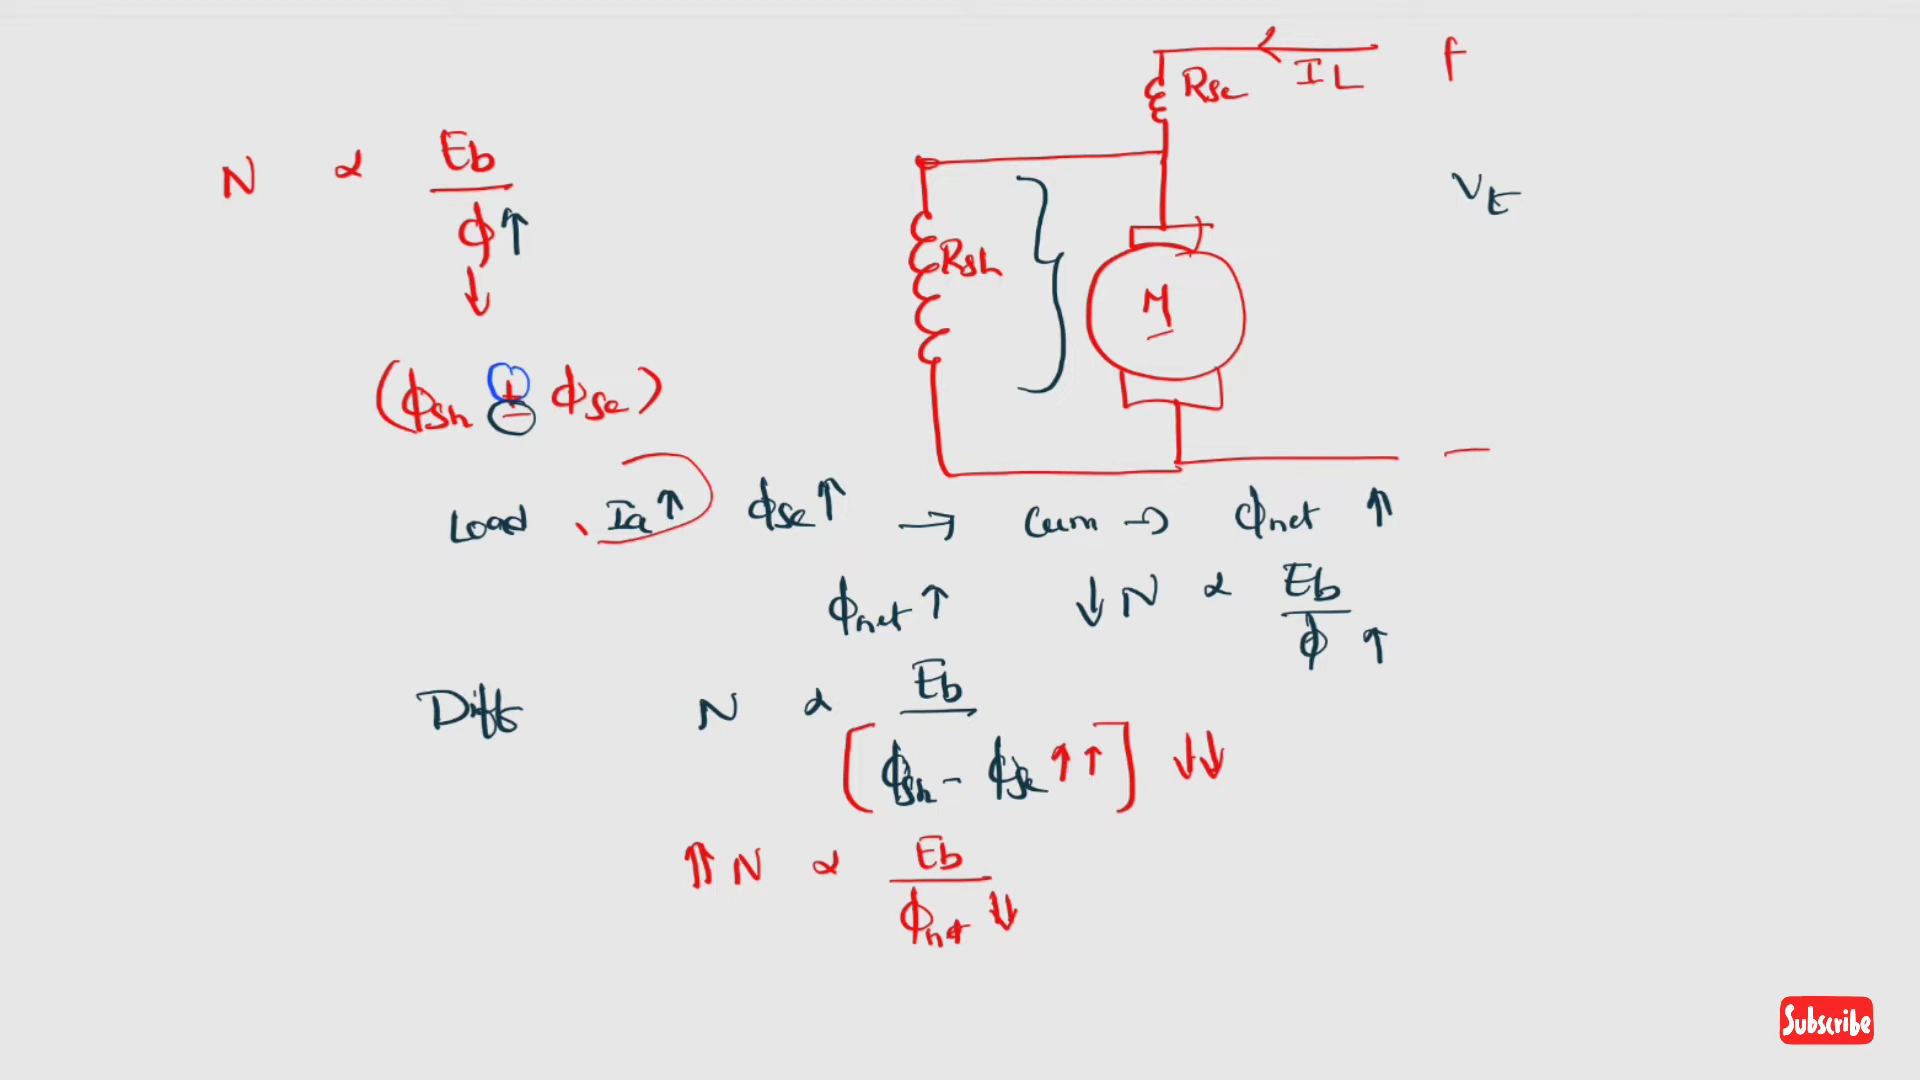 N ∝ Eb / ϕ ↑ ↓
(ϕsh ± ϕse)
Rse
IL
Rsh
M
Vt
—
Load Ia ↑ ϕse ↑ → Cum → ϕnet ↑
ϕnet ↑ ↓ N ∝ Eb / ϕ ↑
Diff N ∝ Eb / [ϕsh - ϕse ↑↑] ↓↓
↑↑ N ∝ Eb / ϕnet ↓↓
Subscribe